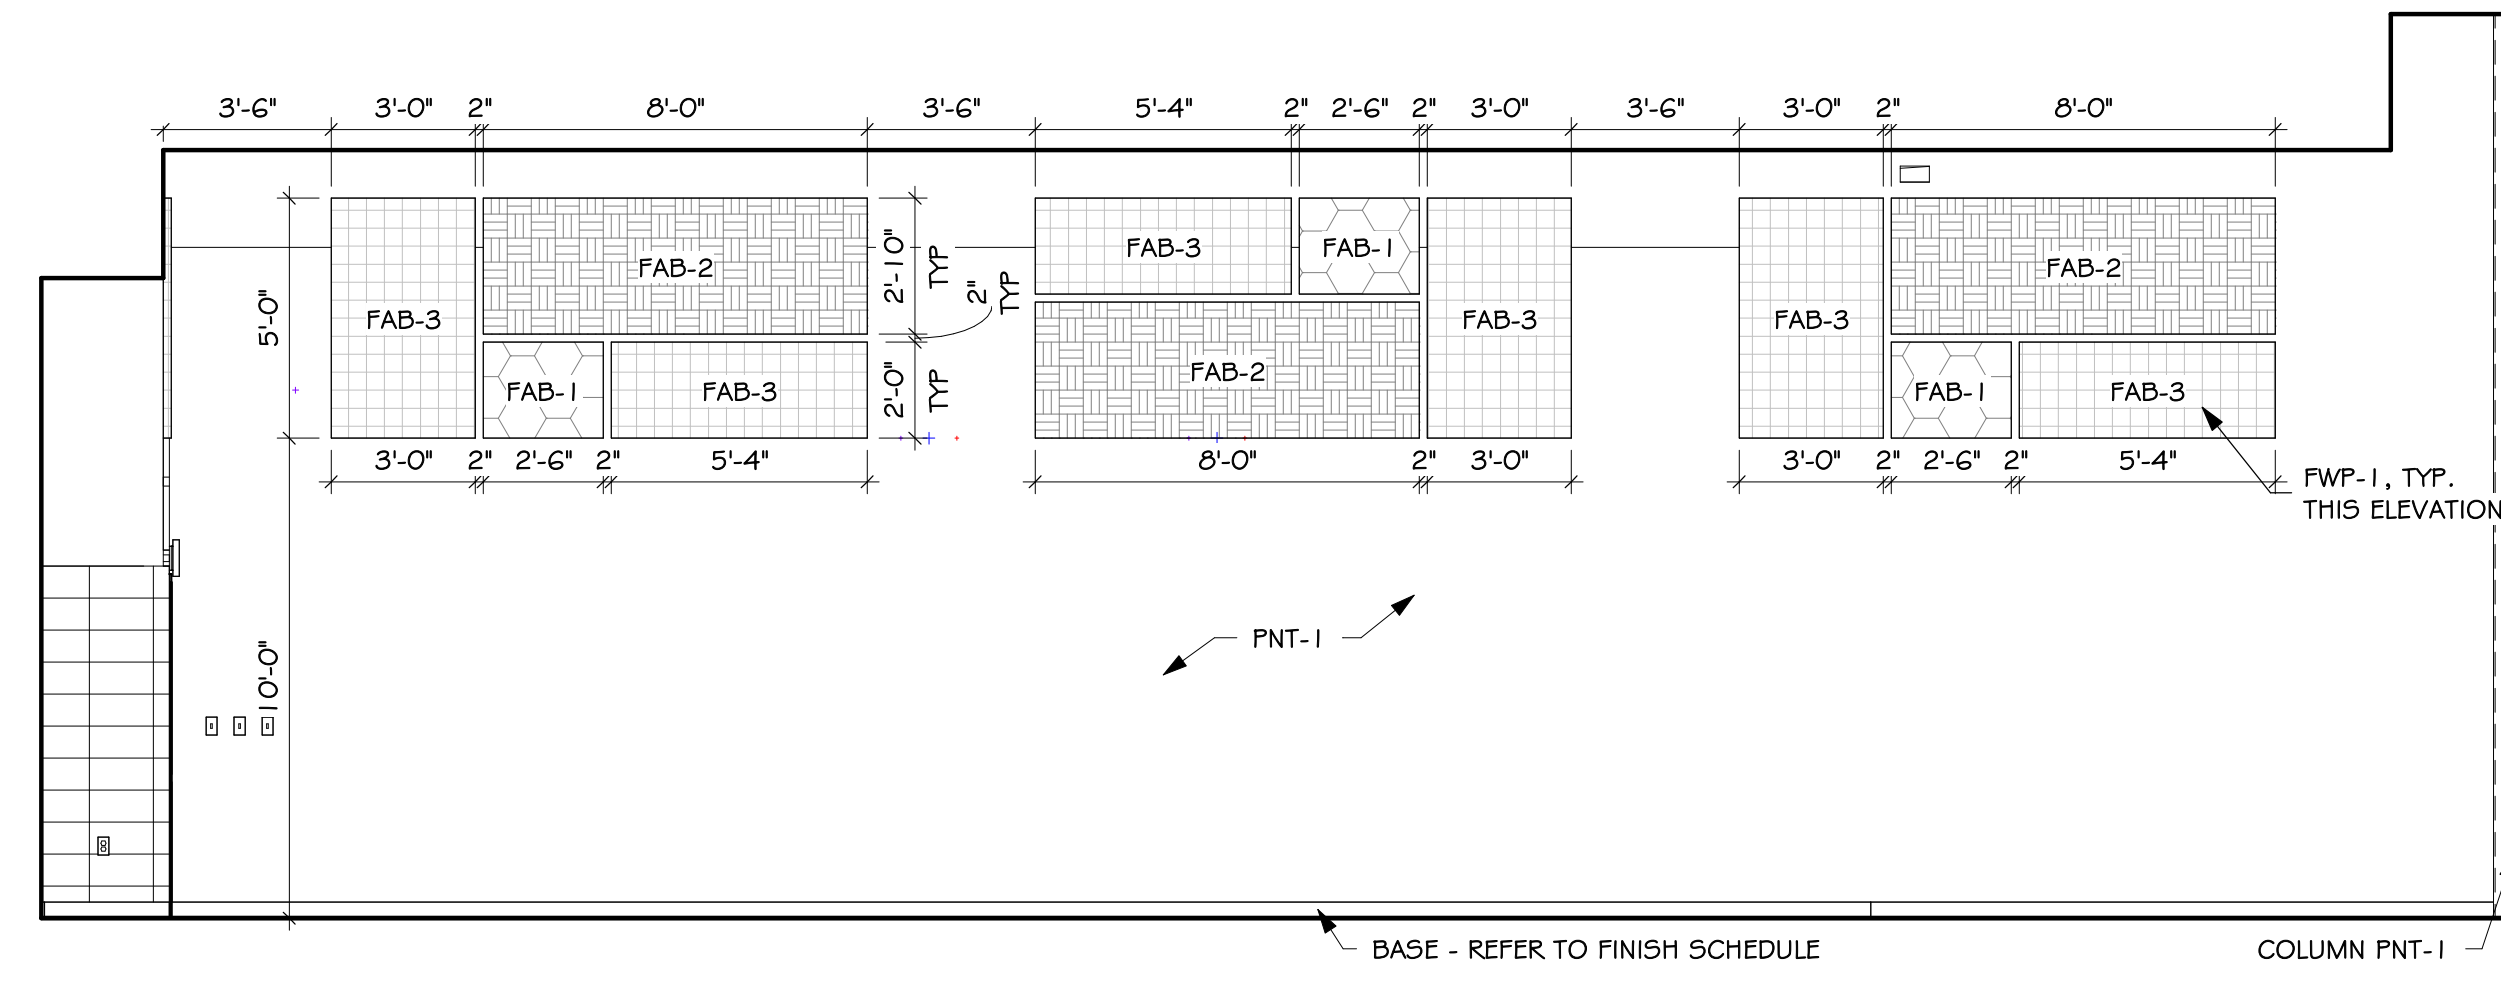 3'-6" 3'-0" 2" 8'-0" 3'-6" 5'-4" 2" 2'-6" 2" 3'-0" 3'-6" 3'-0" 2" 8'-0"
FAB-3
FAB-2
FAB-1
FAB-3
5'-0"
10'-0"
2'-10"
TYP
2"
TYP
2'-0"
TYP
FAB-3
FAB-1
FAB-2
FAB-3
FAB-3
FAB-2
FAB-1
FAB-3
3'-0" 2" 2'-6" 2" 5'-4" 8'-0" 2" 3'-0" 3'-0" 2" 2'-6" 2" 5'-4"
FWP-1, TYP.
THIS ELEVATION
PNT-1
BASE - REFER TO FINISH SCHEDULE
COLUMN PNT-1